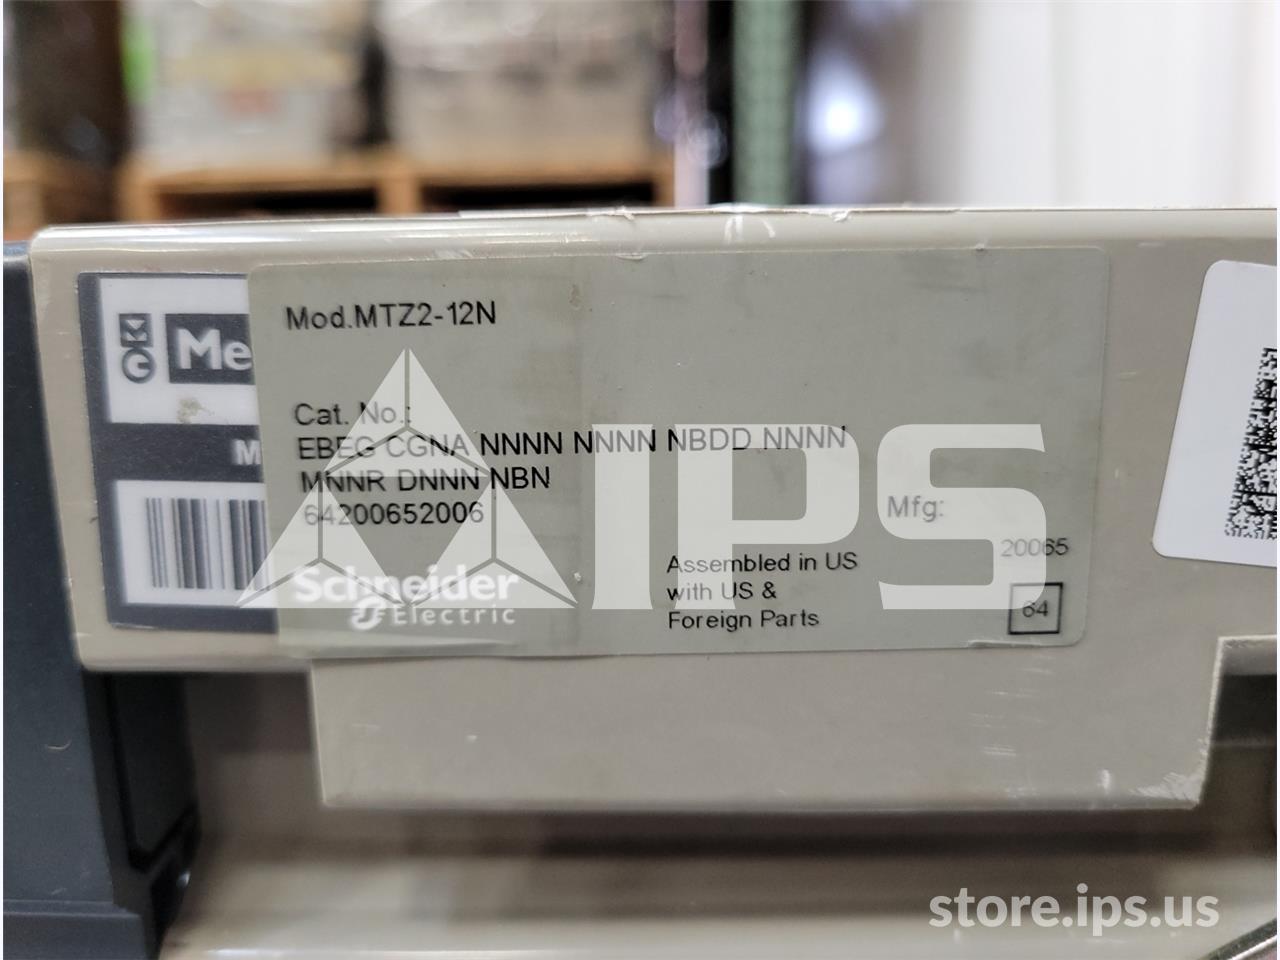 Mod.MTZ2-12N
Me
M
Cat. No.:
EBEG CGNA NNNN NNNN NBDD NNNN
MNNR DNNN NBN
64200652006
Mfg:
20065
64
Assembled in US
with US &
Foreign Parts
Schneider
Electric
IPS
store.ips.us